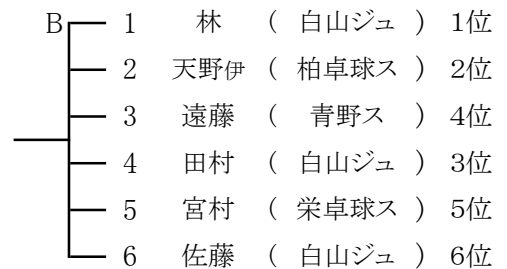 B 1 林 ( 白山ジュ ) 1位
2 天野伊 ( 柏卓球ス ) 2位
3 遠藤 ( 青野ス ) 4位
4 田村 ( 白山ジュ ) 3位
5 宮村 ( 栄卓球ス ) 5位
6 佐藤 ( 白山ジュ ) 6位